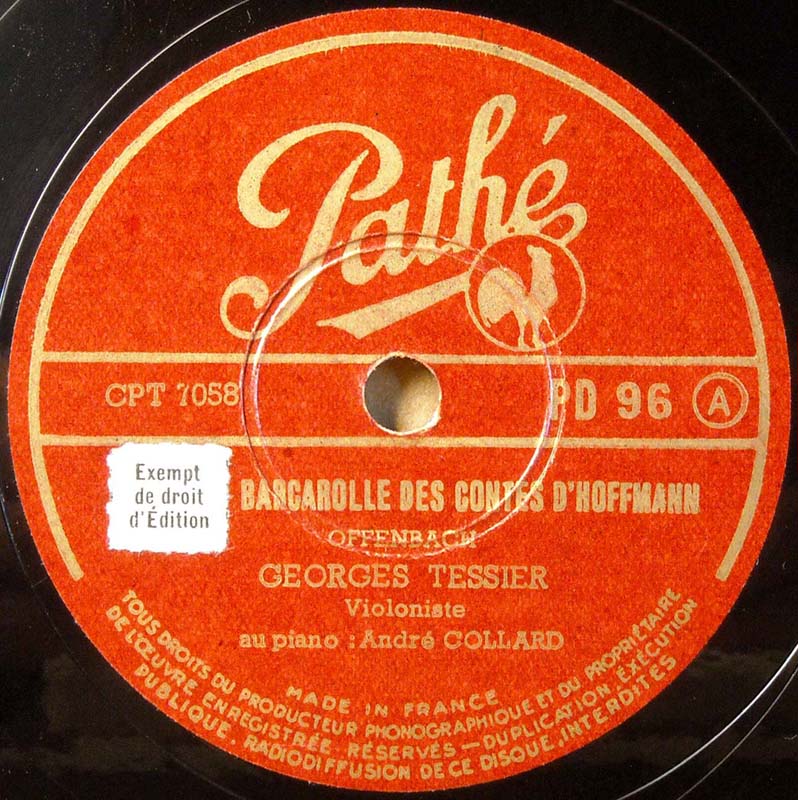 Pathé
CPT 7058
PD 96 A
Exempt
de droit
d'Édition
BARCAROLLE DES CONTES D'HOFFMANN
OFFENBACH
GEORGES TESSIER
Violoniste
au piano : André COLLARD
MADE IN FRANCE
TOUS DROITS DU PRODUCTEUR PHONOGRAPHIQUE ET DU PROPRIÉTAIRE
DE L'ŒUVRE ENREGISTRÉE RÉSERVÉS — DUPLICATION EXÉCUTION
PUBLIQUE, RADIODIFFUSION DE CE DISQUE, INTERDITES